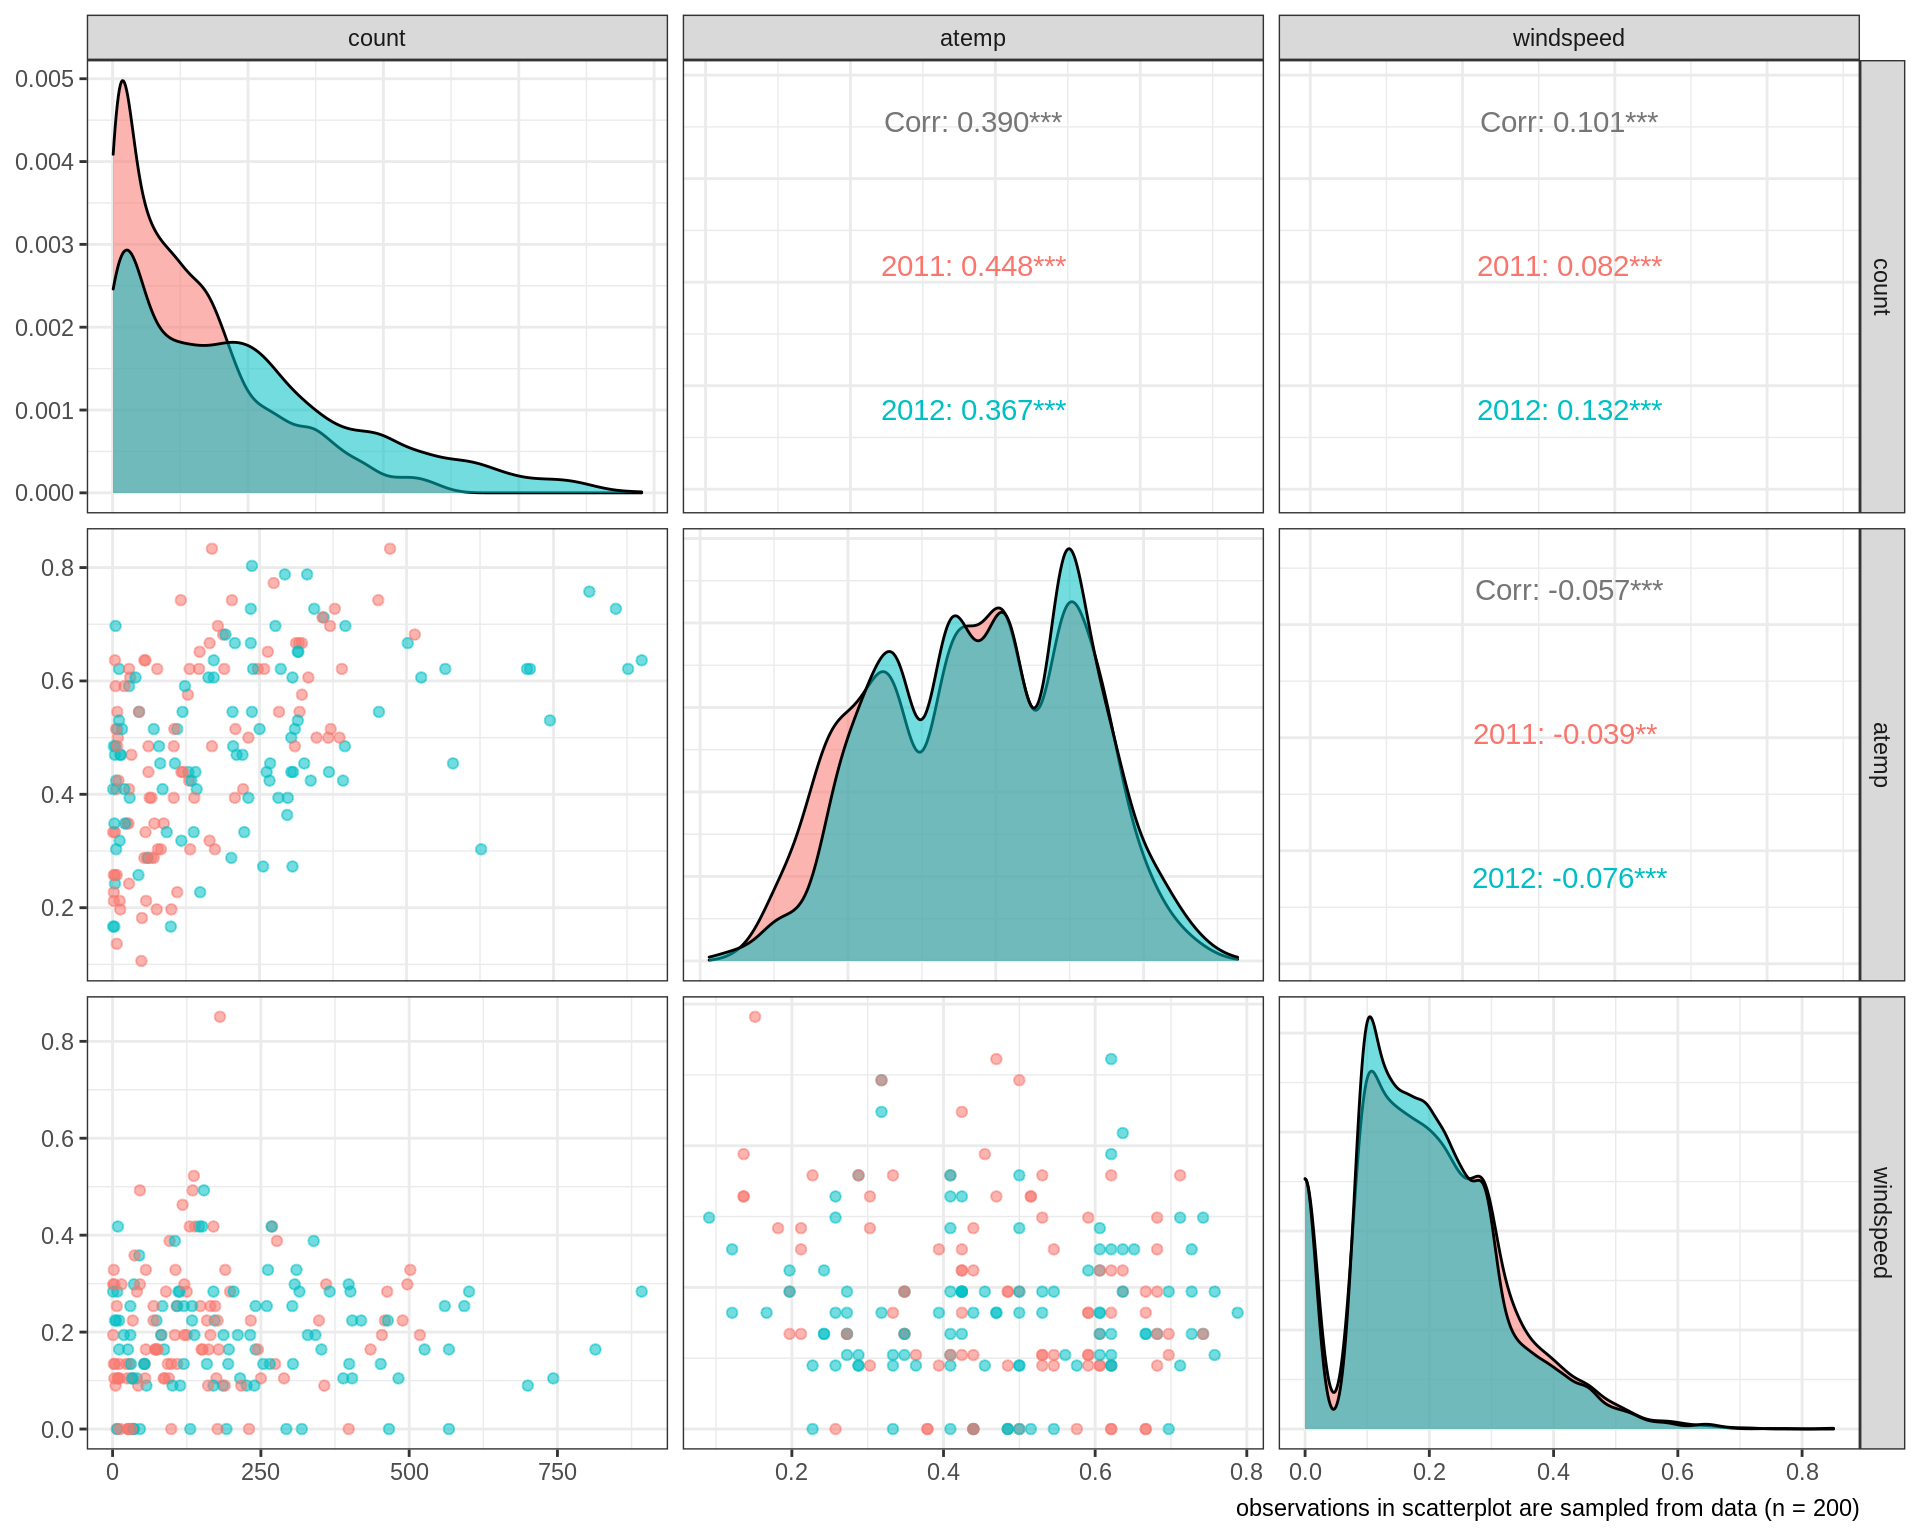 count
atemp
windspeed
0.005
0.004
0.003
0.002
0.001
0.000
Corr: 0.390***
2011: 0.448***
2012: 0.367***
Corr: 0.101***
2011: 0.082***
2012: 0.132***
count
0.8
0.6
0.4
0.2
Corr: -0.057***
2011: -0.039**
2012: -0.076***
atemp
0.8
0.6
0.4
0.2
0.0
windspeed
0 250 500 750
0.2 0.4 0.6 0.8
0.0 0.2 0.4 0.6 0.8
observations in scatterplot are sampled from data (n = 200)